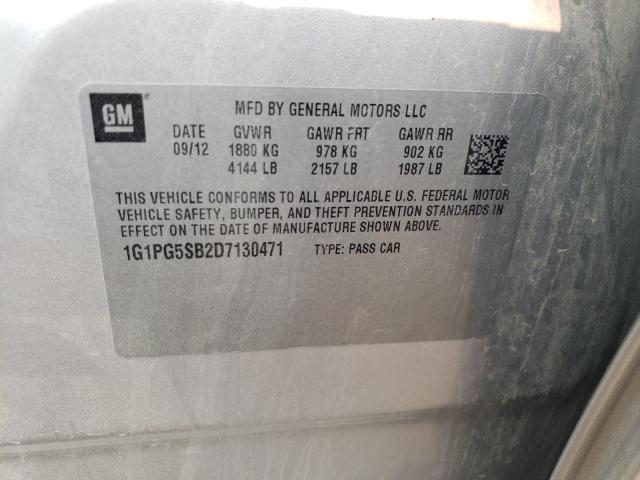 GM
MFD BY GENERAL MOTORS LLC
DATE GVWR GAWR FRT GAWR RR
09/12 1880 KG 978 KG 902 KG
4144 LB 2157 LB 1987 LB
THIS VEHICLE CONFORMS TO ALL APPLICABLE U.S. FEDERAL MOTOR
VEHICLE SAFETY, BUMPER, AND THEFT PREVENTION STANDARDS IN
EFFECT ON THE DATE OF MANUFACTURE SHOWN ABOVE.
1G1PG5SB2D7130471 TYPE: PASS CAR